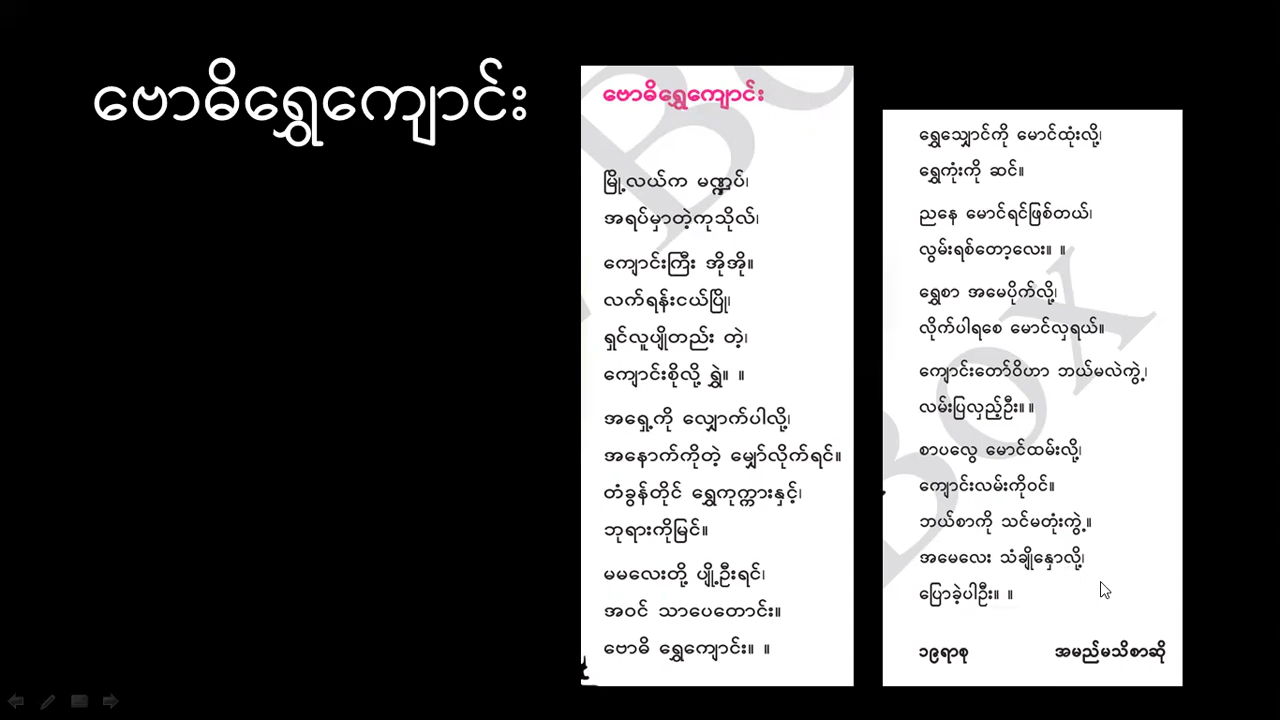 ဗောဓိရွှေကျောင်း
ဗောဓိရွှေကျောင်း
မြို့လယ်က မဏ္ဍပ်၊
အရပ်မှာတဲ့ကုသိုလ်၊
ကျောင်းကြီး အိုအို။
လက်ရန်းငယ်ပြို၊
ရှင်လူပျိုတည်း တဲ့၊
ကျောင်းစိုလို့ ရွှဲ။ ။
အရှေ့ကို လျှောက်ပါလို့၊
အနောက်ကိုတဲ့ မျှော်လိုက်ရင်။
တံခွန်တိုင် ရွှေကုက္ကားနှင့်၊
ဘုရားကိုမြင်။
မမလေးတို့ ပျို့ဦးရင်၊
အဝင် သာပေတောင်း။
ဗောဓိ ရွှေကျောင်း။ ။
ရွှေသျှောင်ကို မောင်ထုံးလို့၊
ရွှေကုံးကို ဆင်။
ညနေ မောင်ရင်ဖြစ်တယ်၊
လွမ်းရစ်တော့လေး။ ။
ရွှေစာ အမေပိုက်လို့၊
လိုက်ပါရစေ မောင်လှရယ်။
ကျောင်းတော်ဝိဟာ ဘယ်မလဲကွဲ့၊
လမ်းပြလှည့်ဦး။ ။
စာပလွေ မောင်ထမ်းလို့၊
ကျောင်းလမ်းကိုဝင်။
ဘယ်စာကို သင်မတုံးကွဲ့။
အမေလေး သံချိုနှောလို့၊
ပြောခဲ့ပါဦး။ ။
၁၉ရာစု အမည်မသိစာဆို